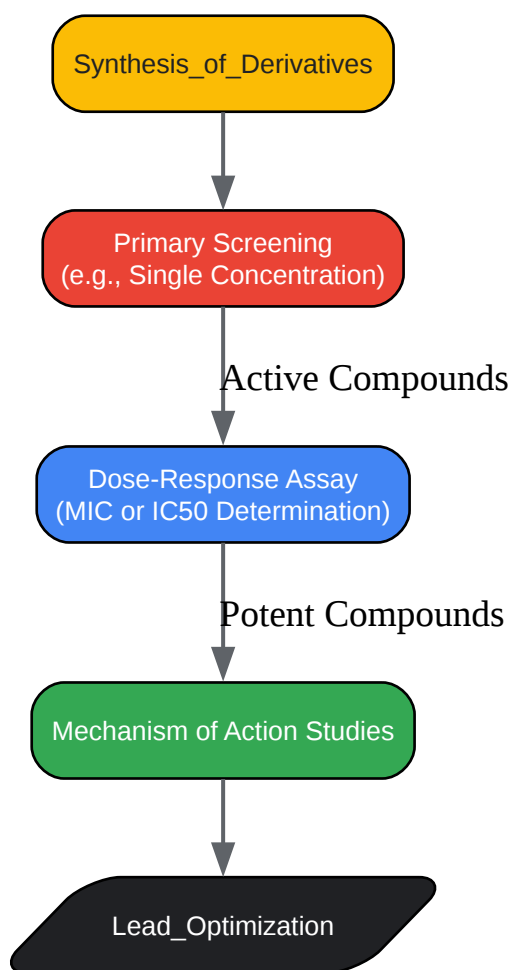 Synthesis_of_Derivatives
Primary Screening
(e.g., Single Concentration)
Active Compounds
Dose-Response Assay
(MIC or IC50 Determination)
Potent Compounds
Mechanism of Action Studies
Lead_Optimization